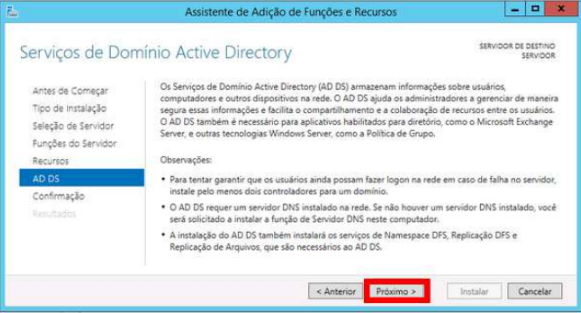 Assistente de Adição de Funções e Recursos
Serviços de Domínio Active Directory
SERVIDOR DE DESTINO
SERVIDOR
Antes de Começar
Tipo de Instalação
Seleção de Servidor
Funções do Servidor
Recursos
AD DS
Confirmação
Resultados
Os Serviços de Domínio Active Directory (AD DS) armazenam informações sobre usuários,
computadores e outros dispositivos na rede. O AD DS ajuda os administradores a gerenciar de maneira
segura essas informações e facilita o compartilhamento e a colaboração de recursos entre os usuários.
O AD DS também é necessário para aplicativos habilitados para diretório, como o Microsoft Exchange
Server, e outras tecnologias Windows Server, como a Política de Grupo.
Observações:
• Para tentar garantir que os usuários ainda possam fazer logon na rede em caso de falha no servidor,
instale pelo menos dois controladores para um domínio.
• O AD DS requer um servidor DNS instalado na rede. Se não houver um servidor DNS instalado, você
será solicitado a instalar a função de Servidor DNS neste computador.
• A instalação do AD DS também instalará os serviços de Namespace DFS, Replicação DFS e
Replicação de Arquivos, que são necessários ao AD DS.
< Anterior
Próximo >
Instalar
Cancelar